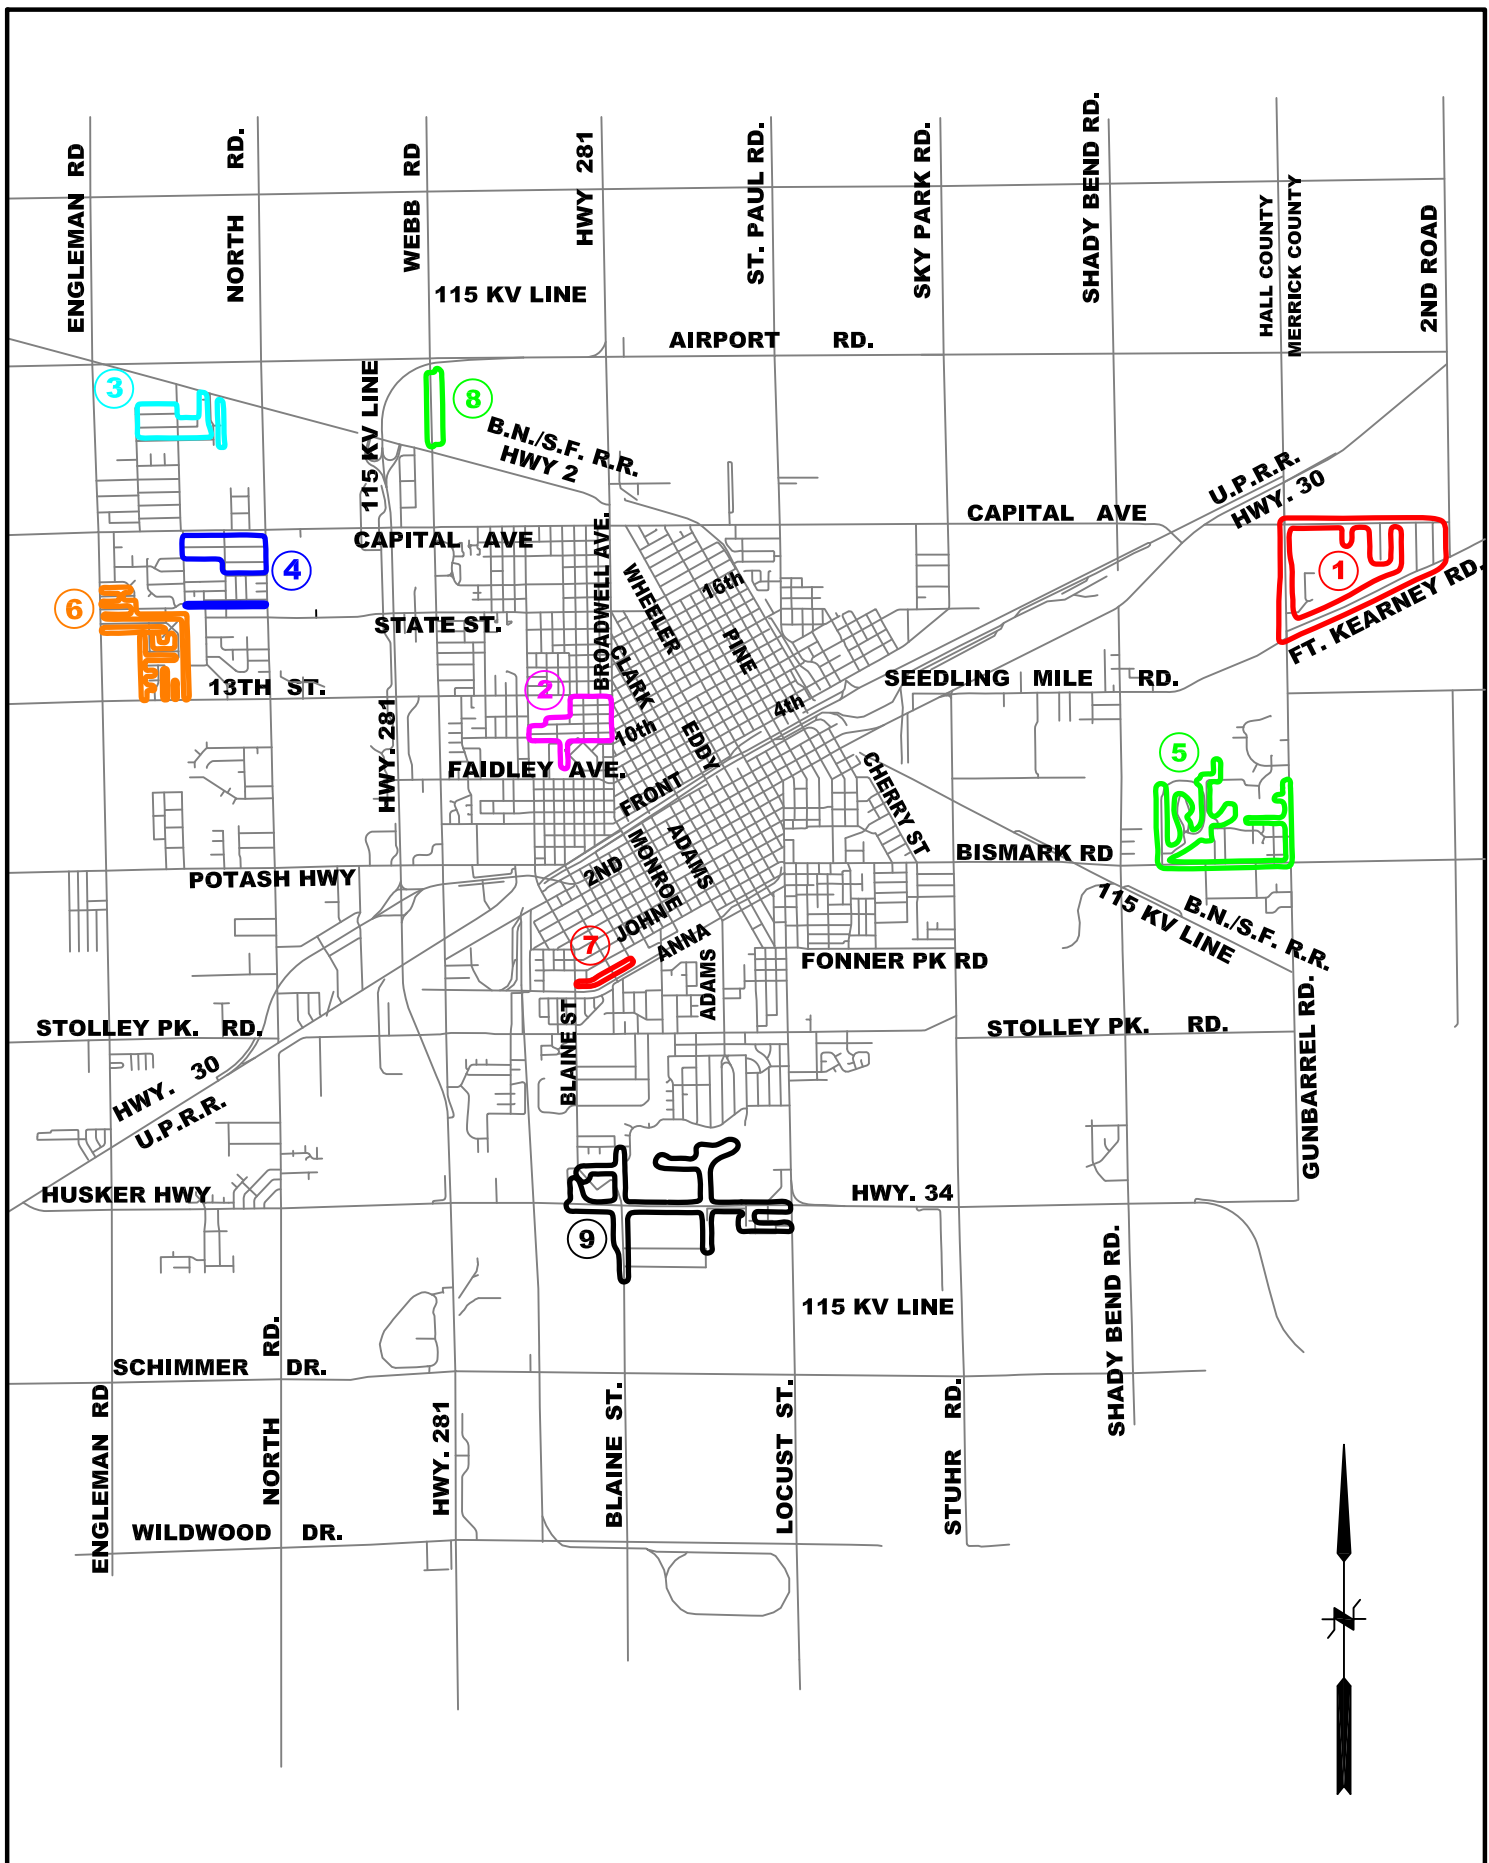 ENGLEMAN RD
NORTH RD.
WEBB RD
HWY 281
ST. PAUL RD.
SKY PARK RD.
SHADY BEND RD.
HALL COUNTY
MERRICK COUNTY
2ND ROAD
115 KV LINE
AIRPORT RD.
3
115 KV LINE
8
B.N./S.F. R.R.
HWY 2
U.P.R.R.
HWY. 30
CAPITAL AVE
CAPITAL AVE
4
1
FT. KEARNEY RD.
6
BROADWELL AVE.
WHEELER
16th
STATE ST.
PINE
CLARK
13TH ST.
2
SEEDLING MILE RD.
4th
10th
EDDY
HWY. 281
FAIDLEY AVE.
5
FRONT
CHERRY ST
ADAMS
MONROE
2ND
BISMARK RD
POTASH HWY
115 KV LINE
B.N./S.F. R.R.
JOHN
7
ANNA
ADAMS
FONNER PK RD
STOLLEY PK. RD.
STOLLEY PK. RD.
BLAINE ST
GUNBARREL RD.
HWY. 30
U.P.R.R.
HUSKER HWY
HWY. 34
9
115 KV LINE
SHADY BEND RD.
SCHIMMER DR.
ENGLEMAN RD
NORTH RD.
HWY. 281
BLAINE ST.
LOCUST ST.
STUHR RD.
WILDWOOD DR.
N